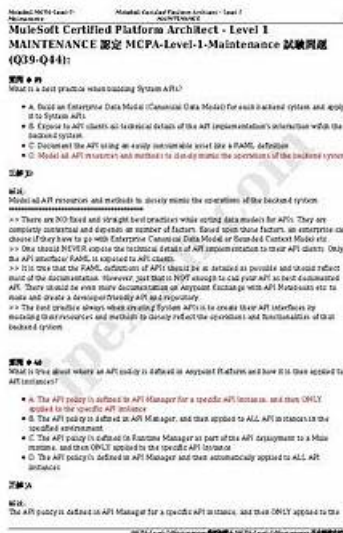 MuleSoft MCPA-Level-1-Maintenance
MuleSoft Certified Platform Architect - Level 1 MAINTENANCE
MuleSoft Certified Platform Architect - Level 1
MAINTENANCE 認定 MCPA-Level-1-Maintenance 試験問題
(Q39-Q44):
What is a best practice when building System APIs?
A. Build an Enterprise Data Model (Canonical Data Model) for each backend system and apply
it to System APIs
B. Expose to API clients all technical details of the API implementation's interaction with the
backend system
C. Document the API using an easily consumable asset like a RAML definition
D. Model all API resources and methods to closely mimic the operations of the backend system
正解:D
解説:
Model all API resources and methods to closely mimic the operations of the backend system
>> There are NO fixed and straight best practices while opting data models for APIs. They are
completely contextual and depends on number of factors. Based upon those factors, an enterprise can
choose if they have to go with Enterprise Canonical Data Model or Bounded Context Model etc.
>> One should NEVER expose the technical details of API implementation to their API clients. Only
the API interface/ RAML is exposed to API clients.
>> It is true that the RAML definitions of APIs should be as detailed as possible and should reflect
most of the documentation. However, just that is NOT enough to call your API as best documented
API. There should be even more documentation on Anypoint Exchange with API Notebooks etc. to
make and create a developer friendly API and repository.
>> The best practice always when creating System APIs is to create their API interfaces by
modeling their resources and methods to closely reflect the operations and functionalities of that
backend system.
What is true about where an API policy is defined in Anypoint Platform and how it is then applied to
API instances?
A. The API policy is defined in API Manager for a specific API instance, and then ONLY
applied to the specific API instance
B. The API policy is defined in API Manager, and then applied to ALL API instances in the
specified environment
C. The API policy is defined in Runtime Manager as part of the API deployment to a Mule
runtime, and then ONLY applied to the specific API instance
D. The API policy is defined in API Manager and then automatically applied to ALL API
instances
正解:A
解説:
The API policy is defined in API Manager for a specific API instance, and then ONLY applied to the